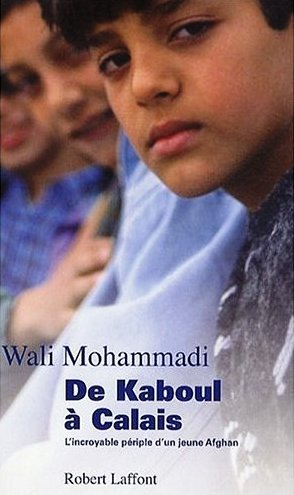 Wali Mohammadi
De Kaboul
à Calais
L'incroyable périple d'un jeune Afghan
Robert Laffont